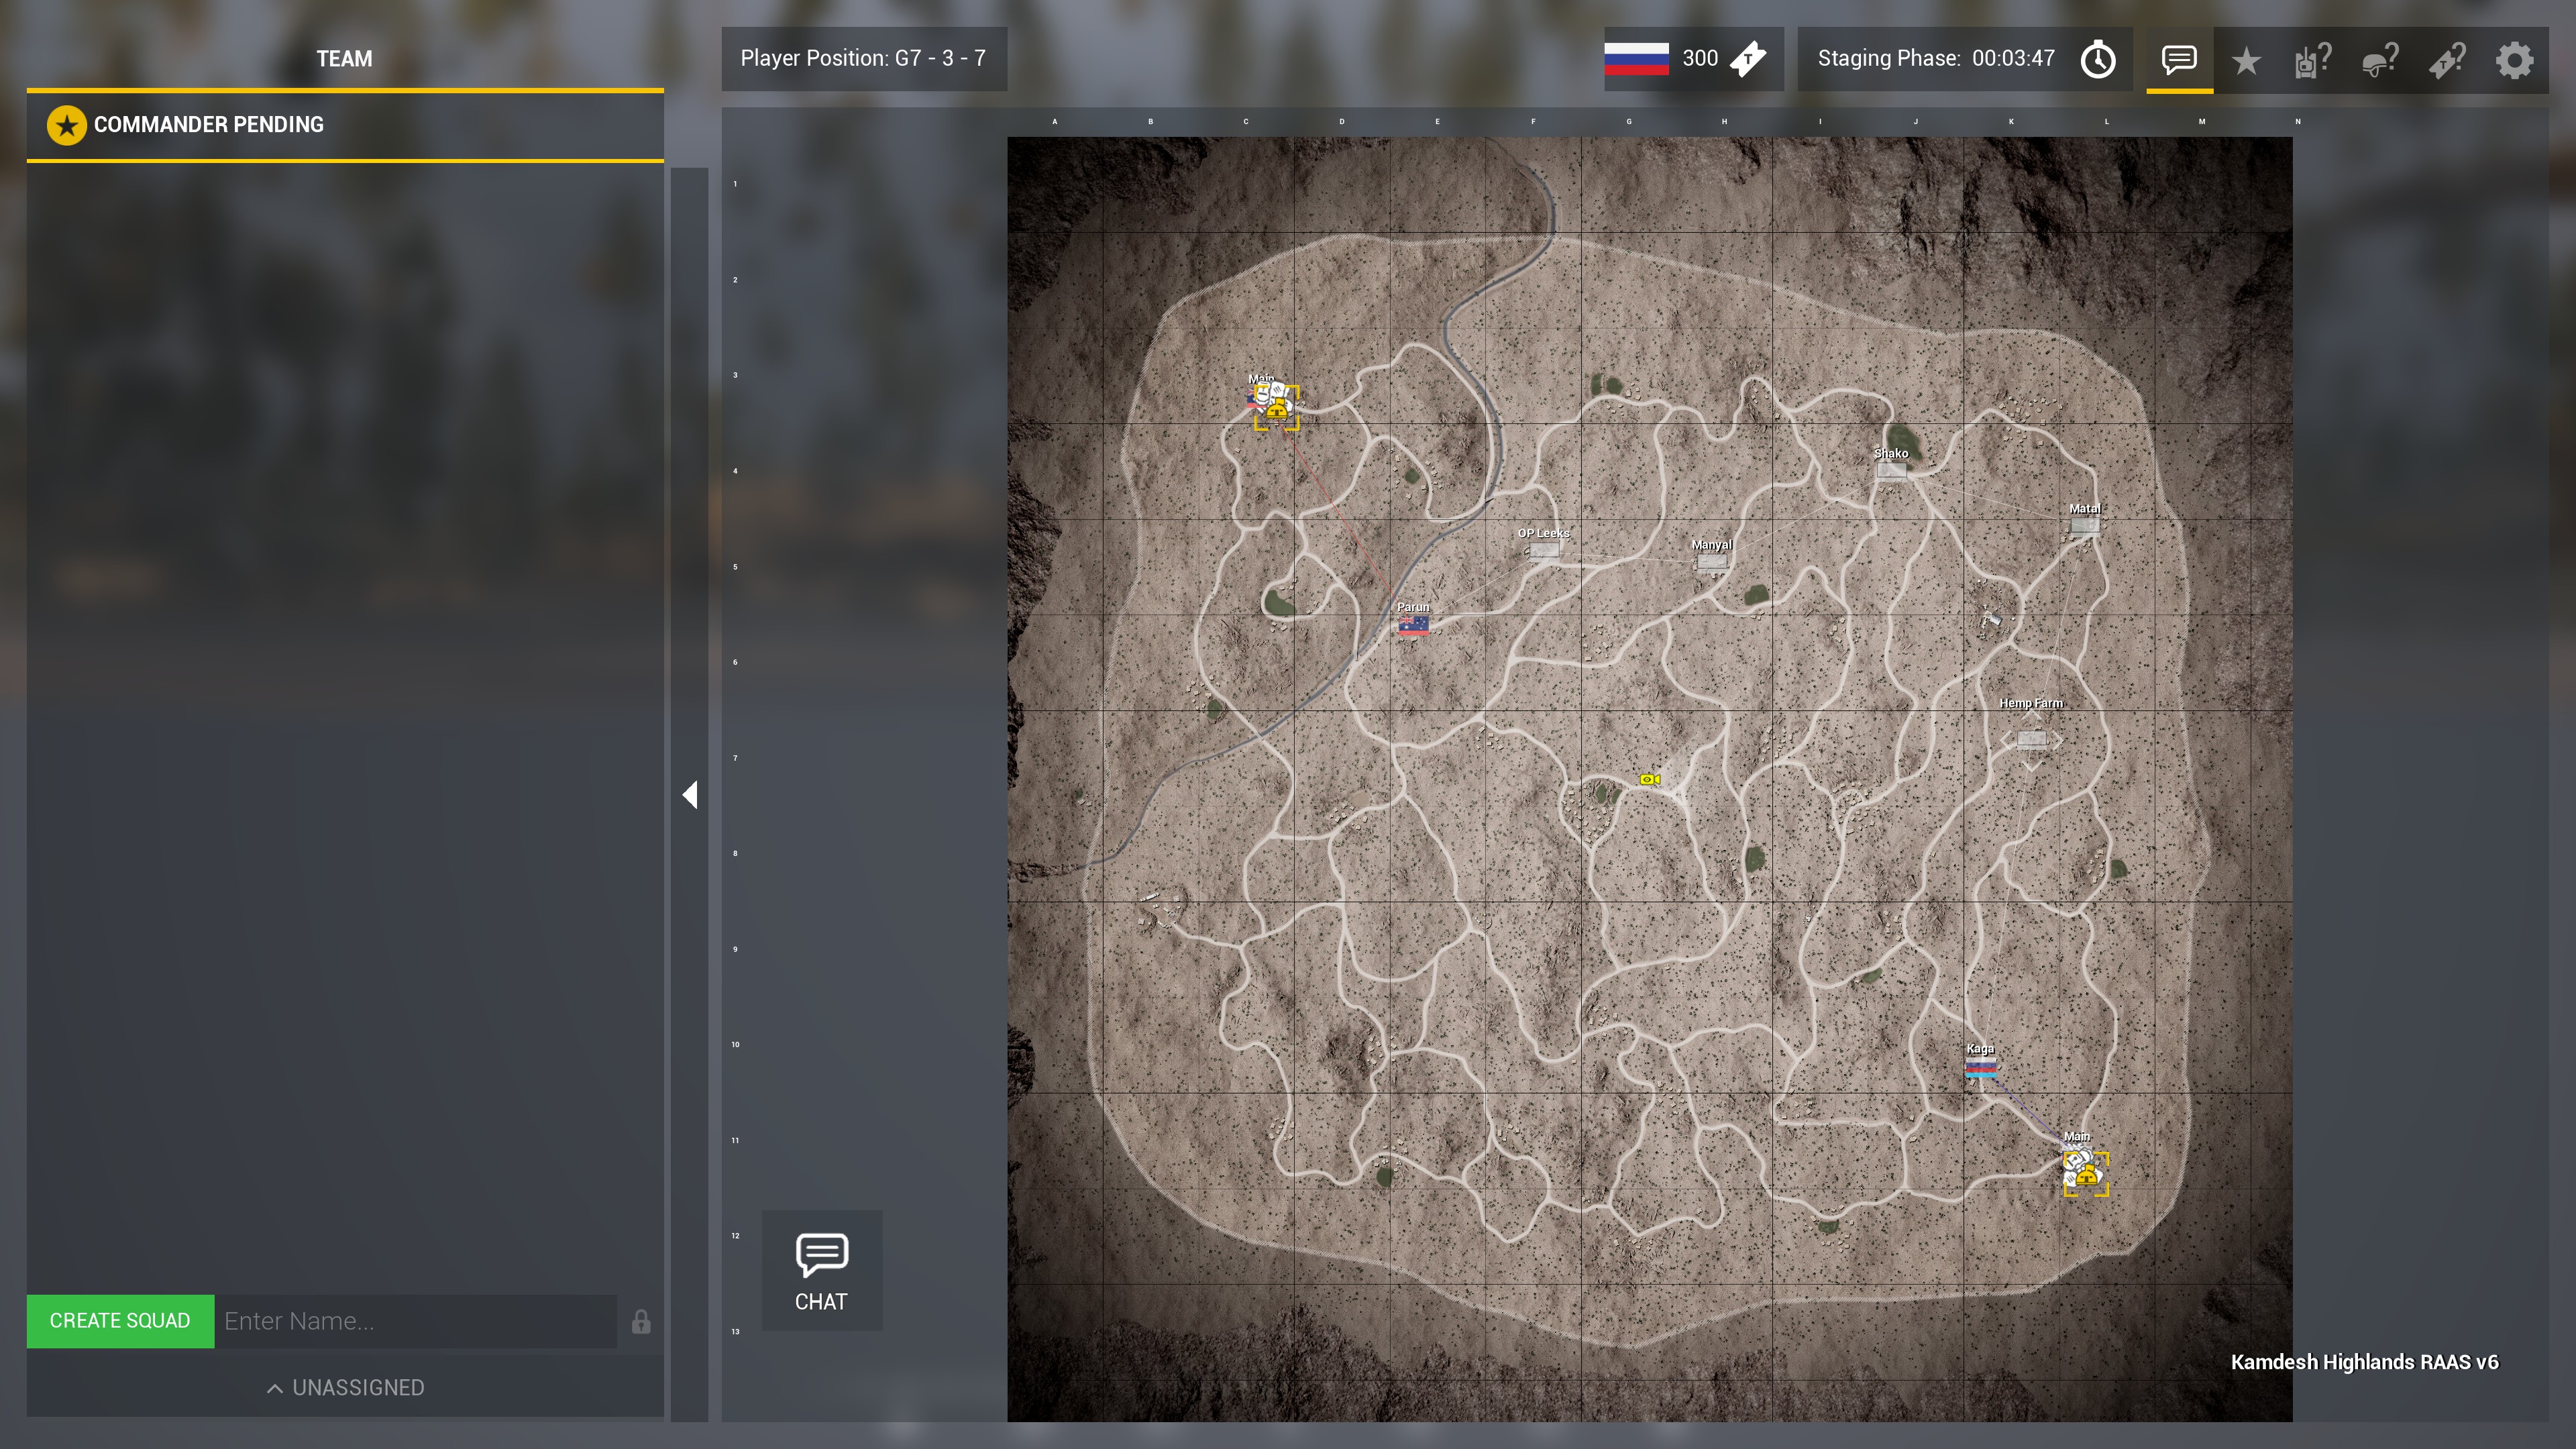 TEAM
Player Position: G7 - 3 - 7
300
T
Staging Phase: 00:03:47
?
?
T?
COMMANDER PENDING
A B C D E F G H I J K L M N
1
2
3
Main
4
Shako
Matal
OP Leeks
Manyal
5
Parun
6
Hemp Farm
7
8
9
10
Kaga
11
Main
12
CHAT
13
CREATE SQUAD
Enter Name...
Kamdesh Highlands RAAS v6
UNASSIGNED